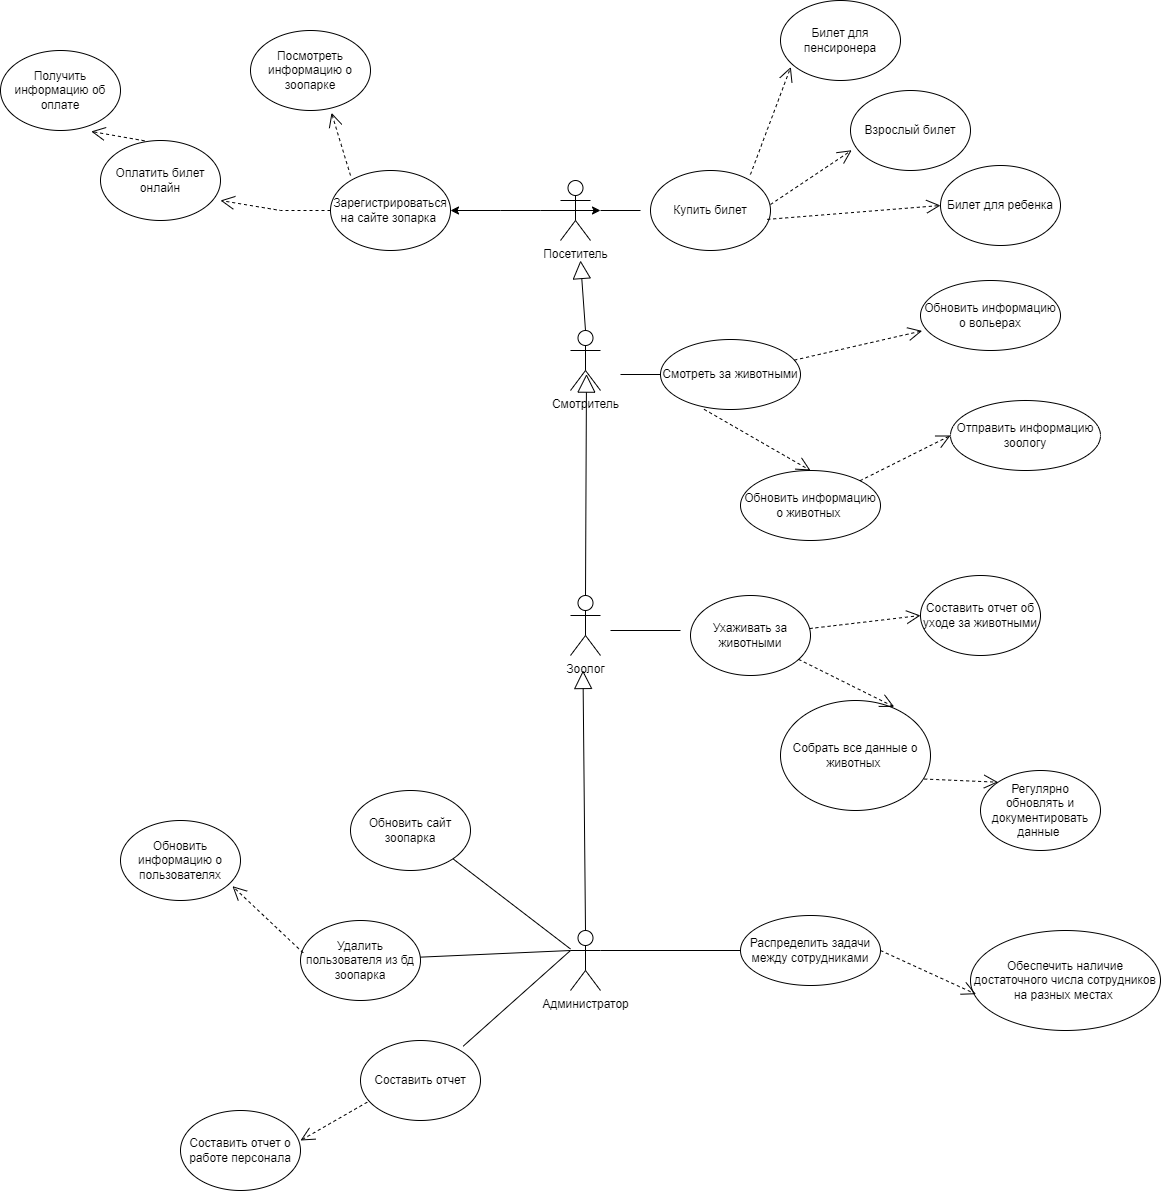 Билет для
пенсиронера
Посмотреть
информацию о
зоопарке
Получить
информацию об
оплате
Взрослый билет
Оплатить билет
онлайн
Зарегистрироваться
на сайте зопарка
Купить билет
Билет для ребенка
Посетитель
Обновить информацию
о вольерах
Смотреть за животными
Смотритель
Отправить информацию
зоологу
Обновить информацию
о животных
Составить отчет об
уходе за животными
Ухаживать за
животными
Зоолог
Собрать все данные о
животных
Регулярно
обновлять и
документировать
данные
Обновить сайт
зоопарка
Обновить
информацию о
пользователях
Удалить
пользователя из бд
зоопарка
Распределить задачи
между сотрудниками
Обеспечить наличие
достаточного числа сотрудников
на разных местах
Администратор
Составить отчет
Составить отчет о
работе персонала